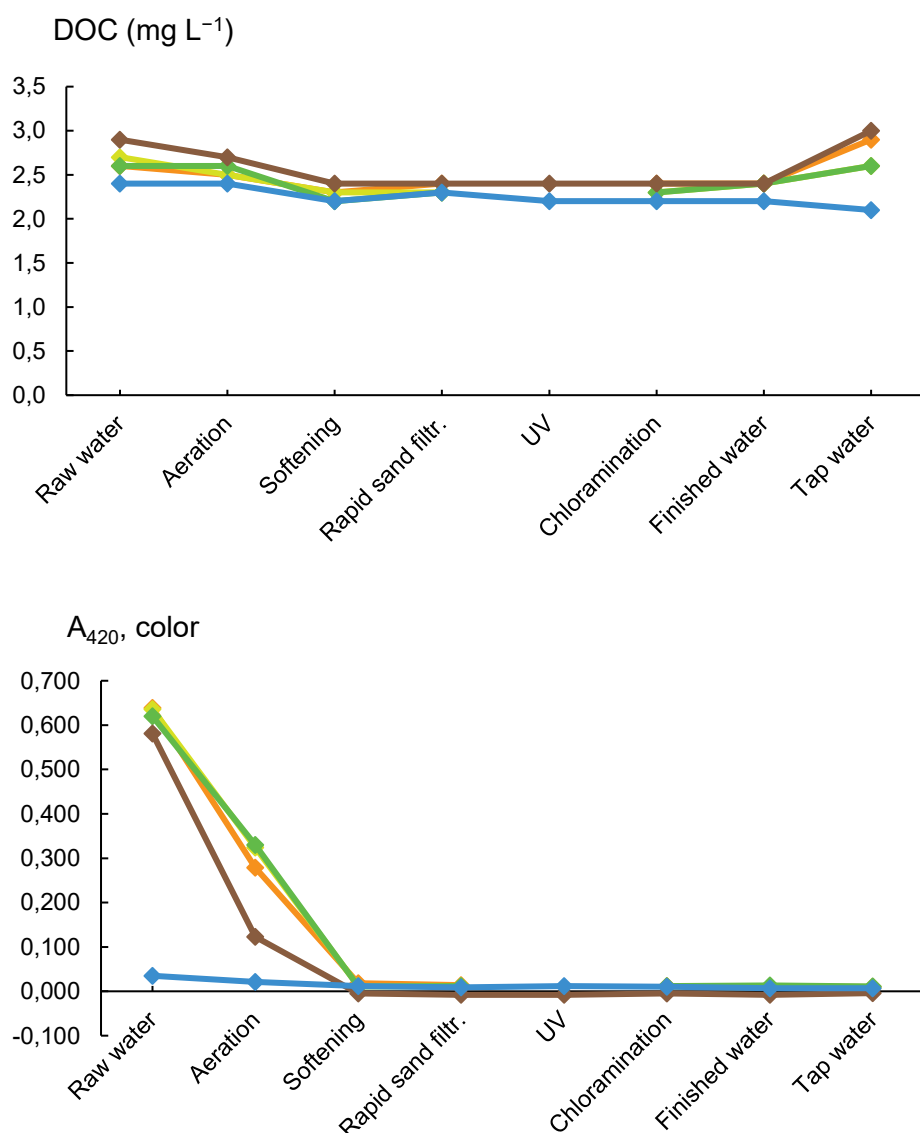 DOC (mg L⁻¹)
3,5
3,0
2,5
2,0
1,5
1,0
0,5
0,0
Raw water
Aeration
Softening
Rapid sand filtr.
UV
Chloramination
Finished water
Tap water
A₄₂₀, color
0,700
0,600
0,500
0,400
0,300
0,200
0,100
0,000
-0,100
Raw water
Aeration
Softening
Rapid sand filtr.
UV
Chloramination
Finished water
Tap water